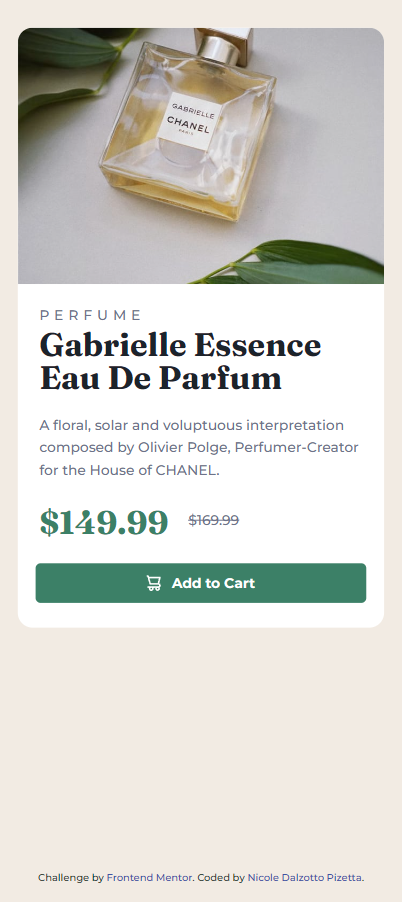 GABRIELLE
CHANEL
PARIS
PERFUME
Gabrielle Essence
Eau De Parfum
A floral, solar and voluptuous interpretation
composed by Olivier Polge, Perfumer-Creator
for the House of CHANEL.
$149.99 $169.99
Add to Cart
Challenge by Frontend Mentor. Coded by Nicole Dalzotto Pizetta.